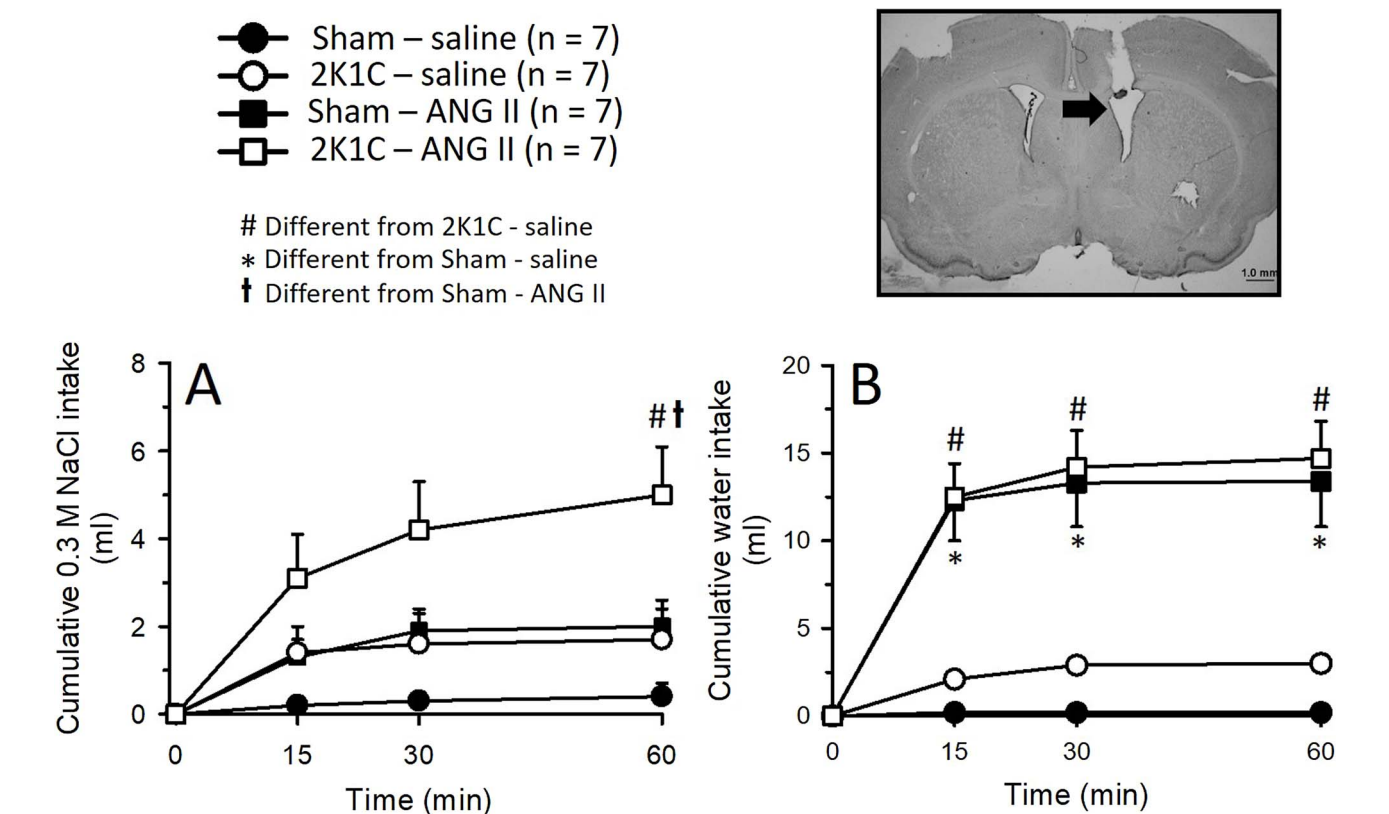 Sham – saline (n = 7)
2K1C – saline (n = 7)
Sham – ANG II (n = 7)
2K1C – ANG II (n = 7)
# Different from 2K1C - saline
* Different from Sham - saline
ƚ Different from Sham - ANG II
1.0 mm
A
Cumulative 0.3 M NaCl intake
(ml)
8
6
4
2
0
# ƚ
0 15 30 60
Time (min)
B
Cumulative water intake
(ml)
20
15
10
5
0
# # #
* * *
0 15 30 60
Time (min)